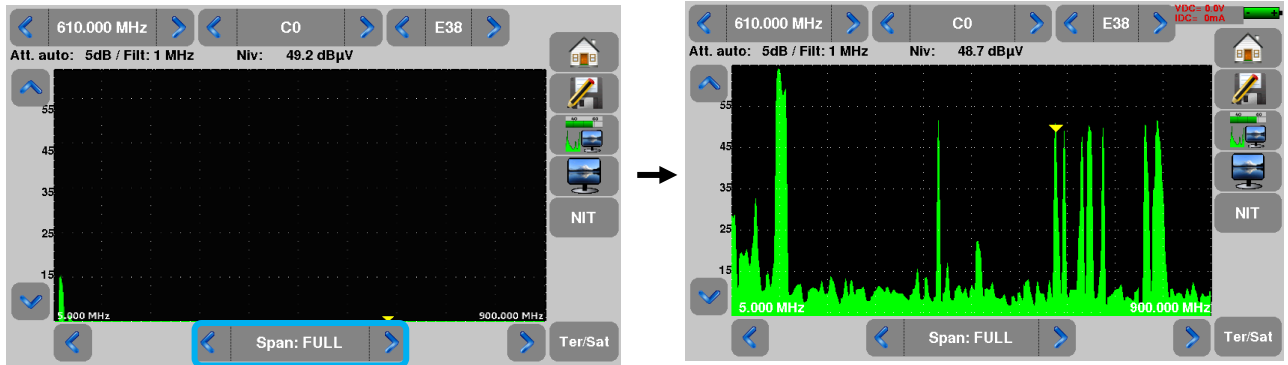 610.000 MHz C0 E38
Att. auto: 5dB / Filt: 1 MHz Niv: 49.2 dBµV
55
45
35
25
15
5.000 MHz 900.000 MHz
Span: FULL
NIT
Ter/Sat
VDC= 0.0V
IDC= 0mA
610.000 MHz C0 E38
Att. auto: 5dB / Filt: 1 MHz Niv: 48.7 dBµV
55
45
35
25
15
5.000 MHz 900.000 MHz
Span: FULL
NIT
Ter/Sat